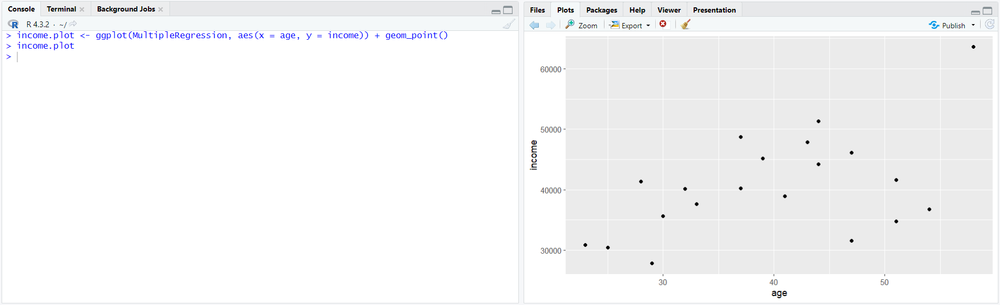 Console Terminal Background Jobs
R 4.3.2 · ~/
> income.plot <- ggplot(MultipleRegression, aes(x = age, y = income)) + geom_point()
> income.plot
>
Files Plots Packages Help Viewer Presentation
Zoom Export Publish
60000
50000
40000
30000
income
30 40 50
age